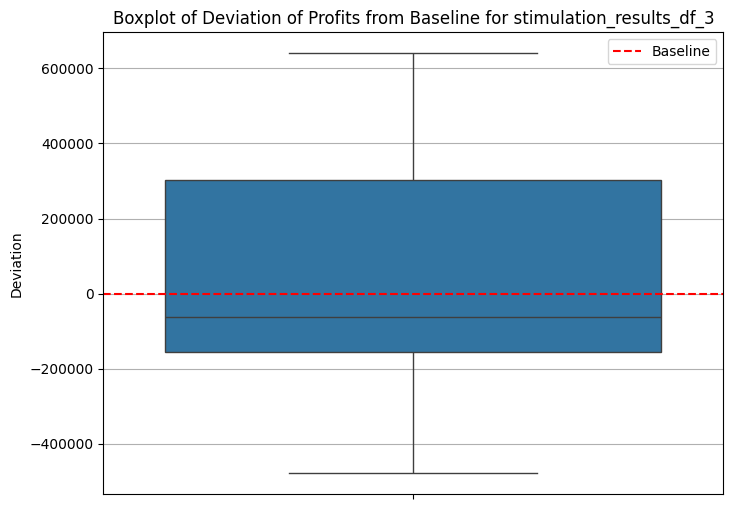 Boxplot of Deviation of Profits from Baseline for stimulation_results_df_3
Baseline
600000
400000
200000
0
−200000
−400000
Deviation